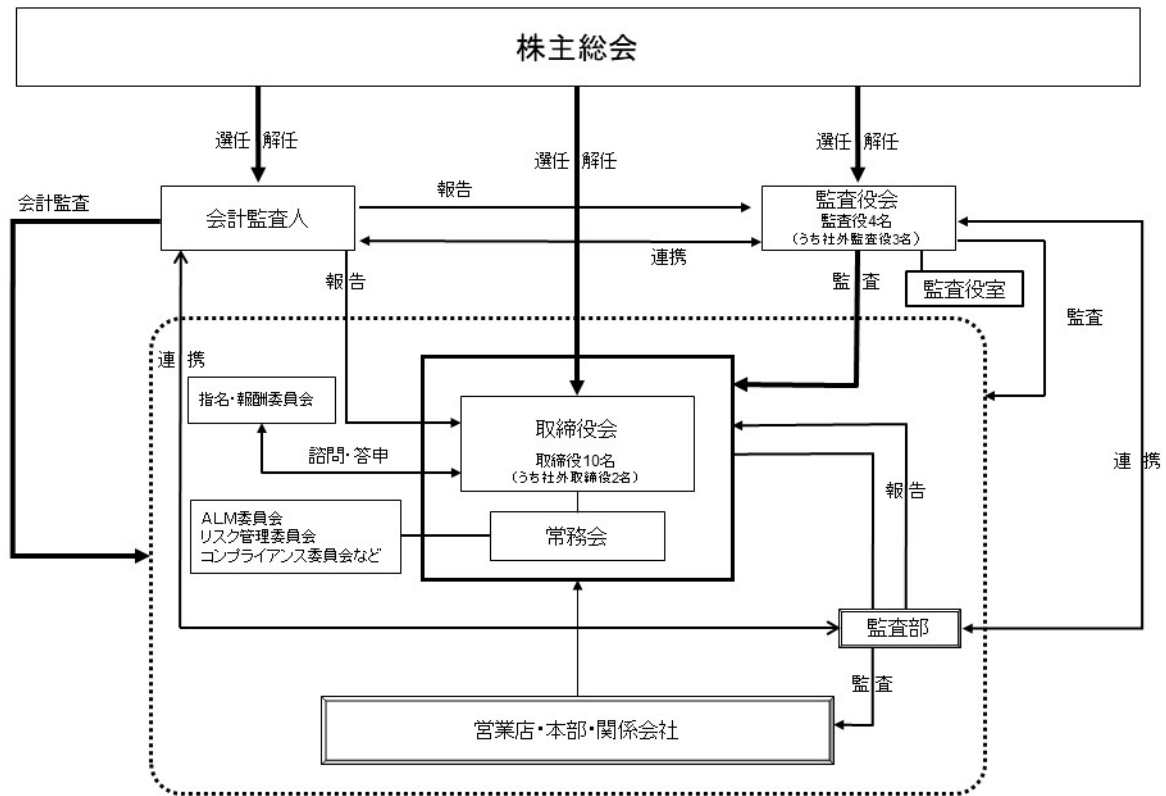 株主総会
選任 解任
選任 解任
選任 解任
会計監査
会計監査人
報告
監査役会
監査役4名
(うち社外監査役3名)
連携
報告
監査
監査役室
監査
連携
指名・報酬委員会
取締役会
取締役10名
(うち社外取締役2名)
諮問・答申
報告
連携
ALM委員会
リスク管理委員会
コンプライアンス委員会など
常務会
監査部
監査
営業店・本部・関係会社